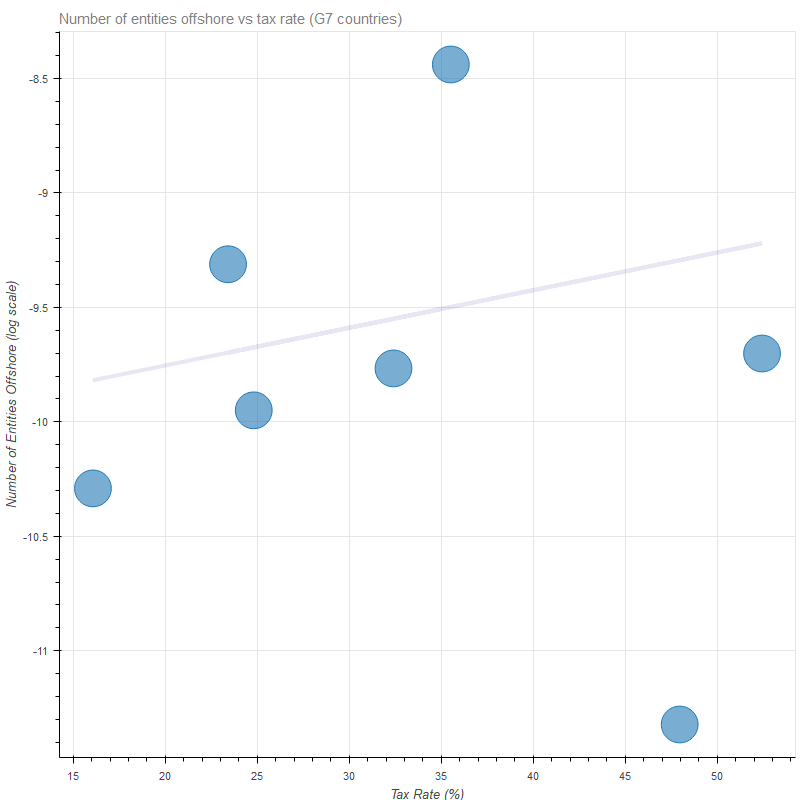 Number of entities offshore vs tax rate (G7 countries)
-8.5
-9
-9.5
-10
-10.5
-11
Number of Entities Offshore (log scale)
15 20 25 30 35 40 45 50
Tax Rate (%)